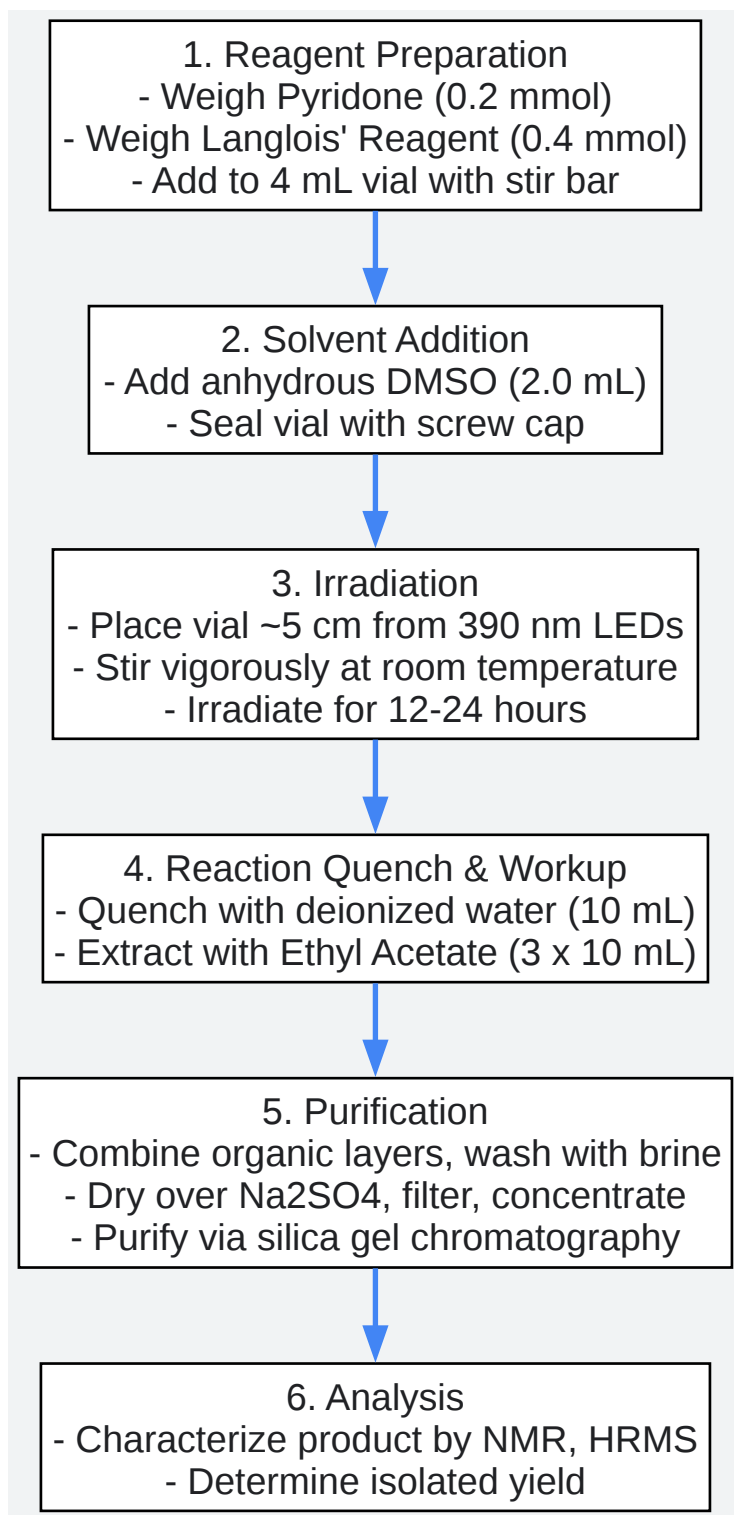 1. Reagent Preparation
- Weigh Pyridone (0.2 mmol)
- Weigh Langlois' Reagent (0.4 mmol)
- Add to 4 mL vial with stir bar
2. Solvent Addition
- Add anhydrous DMSO (2.0 mL)
- Seal vial with screw cap
3. Irradiation
- Place vial ~5 cm from 390 nm LEDs
- Stir vigorously at room temperature
- Irradiate for 12-24 hours
4. Reaction Quench & Workup
- Quench with deionized water (10 mL)
- Extract with Ethyl Acetate (3 x 10 mL)
5. Purification
- Combine organic layers, wash with brine
- Dry over Na2SO4, filter, concentrate
- Purify via silica gel chromatography
6. Analysis
- Characterize product by NMR, HRMS
- Determine isolated yield